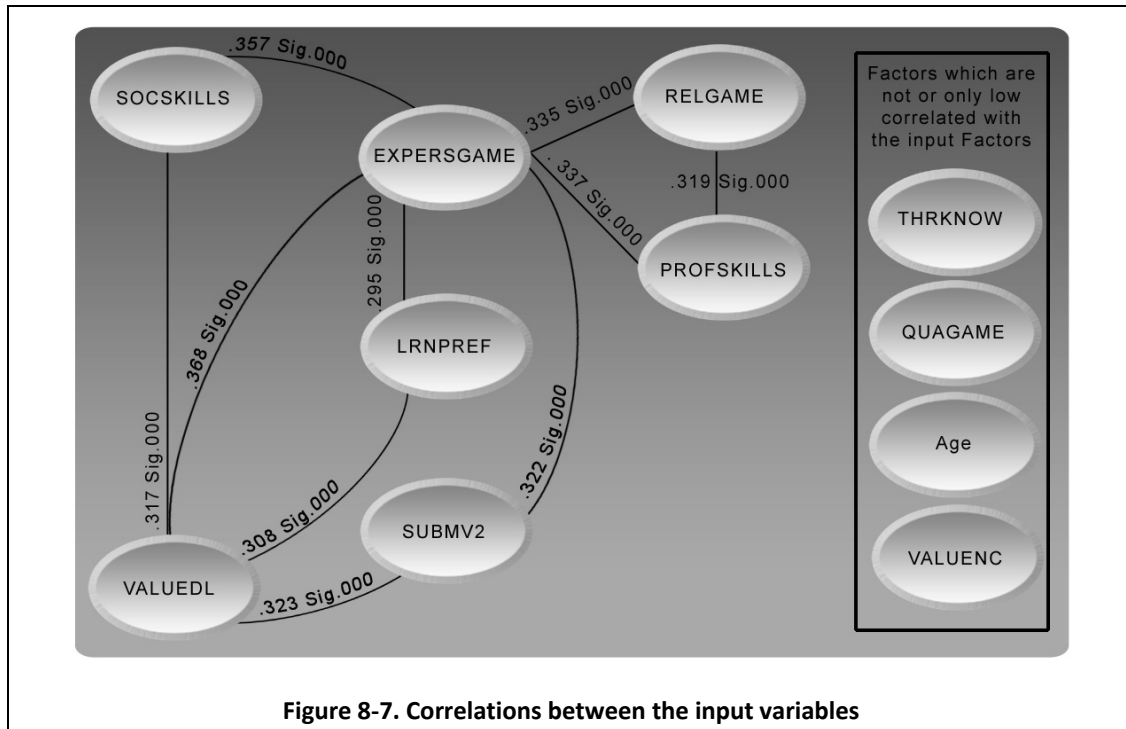 .357 Sig.000
SOCSKILLS
EXPERSGAME
.335 Sig.000
RELGAME
. 337 Sig.000
.319 Sig.000
PROFSKILLS
.295 Sig.000
.368 Sig.000
LRNPREF
.317 Sig.000
.308 Sig.000
.322 Sig.000
SUBMV2
VALUEDL
.323 Sig.000
Factors which are
not or only low
correlated with
the input Factors
THRKNOW
QUAGAME
Age
VALUENC
Figure 8-7. Correlations between the input variables